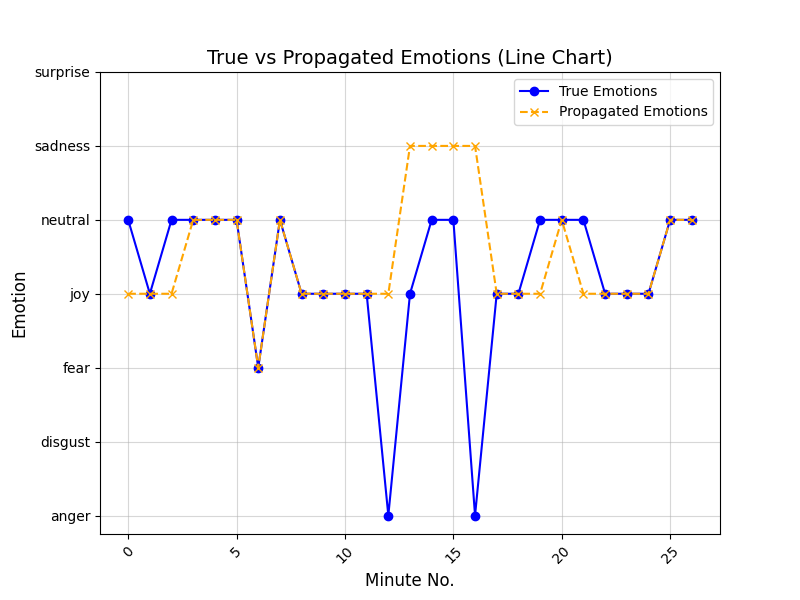 True vs Propagated Emotions (Line Chart)
True Emotions
Propagated Emotions
surprise
sadness
neutral
joy
fear
disgust
anger
Emotion
0
5
10
15
20
25
Minute No.